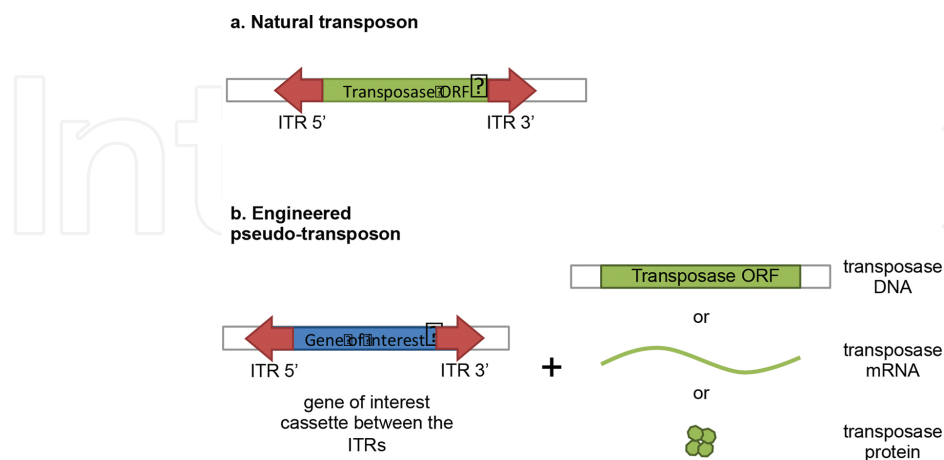 a. Natural transposon
Transposase ORF
ITR 5’
ITR 3’
b. Engineered
pseudo-transposon
Transposase ORF
transposase
DNA
or
Gene of interest
ITR 5’
ITR 3’
+
transposase
mRNA
or
gene of interest
cassette between the
ITRs
transposase
protein